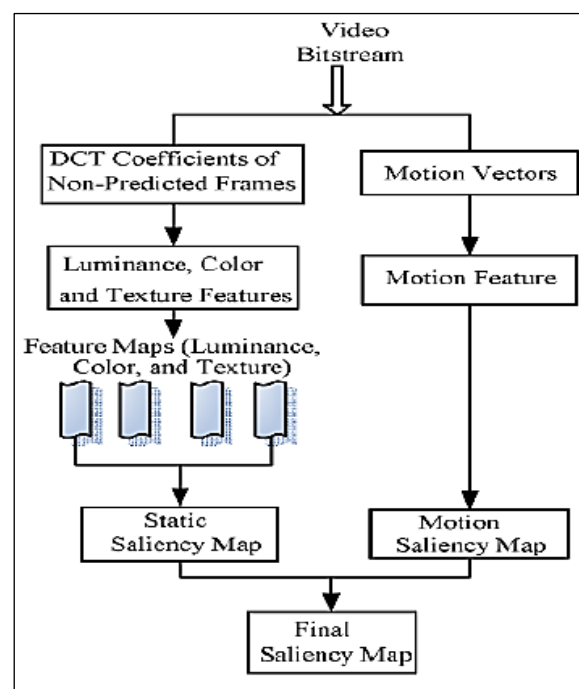 Video
Bitstream
DCT Coefficients of
Non-Predicted Frames
Motion Vectors
Luminance, Color
and Texture Features
Motion Feature
Feature Maps (Luminance,
Color, and Texture)
Static
Saliency Map
Motion
Saliency Map
Final
Saliency Map